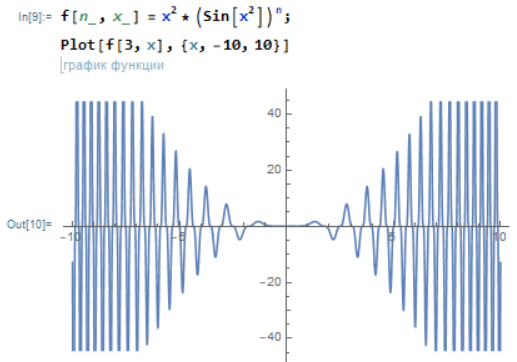 In[9]:= f[n_, x_] = x² * (Sin[x²])ⁿ;
Plot[f[3, x], {x, -10, 10}]
график функции
Out[10]=
40
20
-10
-5
5
10
-20
-40